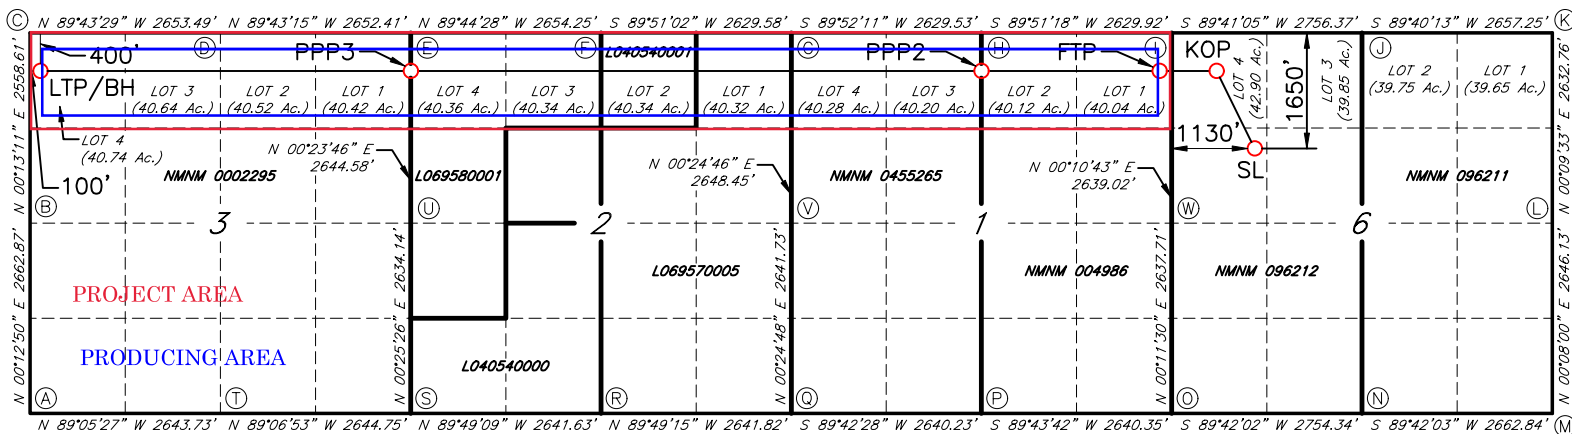 C N 89°43'29" W 2653.49' N 89°43'15" W 2652.41' N 89°44'28" W 2654.25' S 89°51'02" W 2629.58' S 89°52'11" W 2629.53' S 89°51'18" W 2629.92' S 89°41'05" W 2756.37' S 89°40'13" W 2657.25' K
400' D PPP3 E F L040540001 G PPP2 H FTP I KOP J
LTP/BH
LOT 3 (40.64 Ac.)
LOT 2 (40.52 Ac.)
LOT 1 (40.42 Ac.)
LOT 4 (40.36 Ac.)
LOT 3 (40.34 Ac.)
LOT 2 (40.34 Ac.)
LOT 1 (40.32 Ac.)
LOT 4 (40.28 Ac.)
LOT 3 (40.20 Ac.)
LOT 2 (40.12 Ac.)
LOT 1 (40.04 Ac.)
LOT 4 (42.90 Ac.)
1650'
LOT 3 (39.85 Ac.)
LOT 2 (39.75 Ac.)
LOT 1 (39.65 Ac.)
LOT 4
(40.74 Ac.)
1130'
SL
100'
NMNM 0002295
N 00°23'46" E
2644.58'
L069580001
N 00°24'46" E
2648.45'
NMNM 0455265
N 00°10'43" E
2639.02'
NMNM 096211
B 3 U 2 V 1 W 6 L
N 00°13'11" E 2558.61'
N 00°12'50" E 2662.87'
N 00°25'26" E 2634.14'
N 00°24'48" E 2641.73'
N 00°11'30" E 2637.71'
N 00°09'33" E 2632.76'
N 00°08'00" E 2646.13'
L069570005
NMNM 004986
NMNM 096212
PROJECT AREA
PRODUCING AREA
L040540000
A T S R Q P O N M
N 89°05'27" W 2643.73' N 89°06'53" W 2644.75' N 89°49'09" W 2641.63' N 89°49'15" W 2641.82' S 89°42'28" W 2640.23' S 89°43'42" W 2640.35' S 89°42'02" W 2754.34' S 89°42'03" W 2662.84'